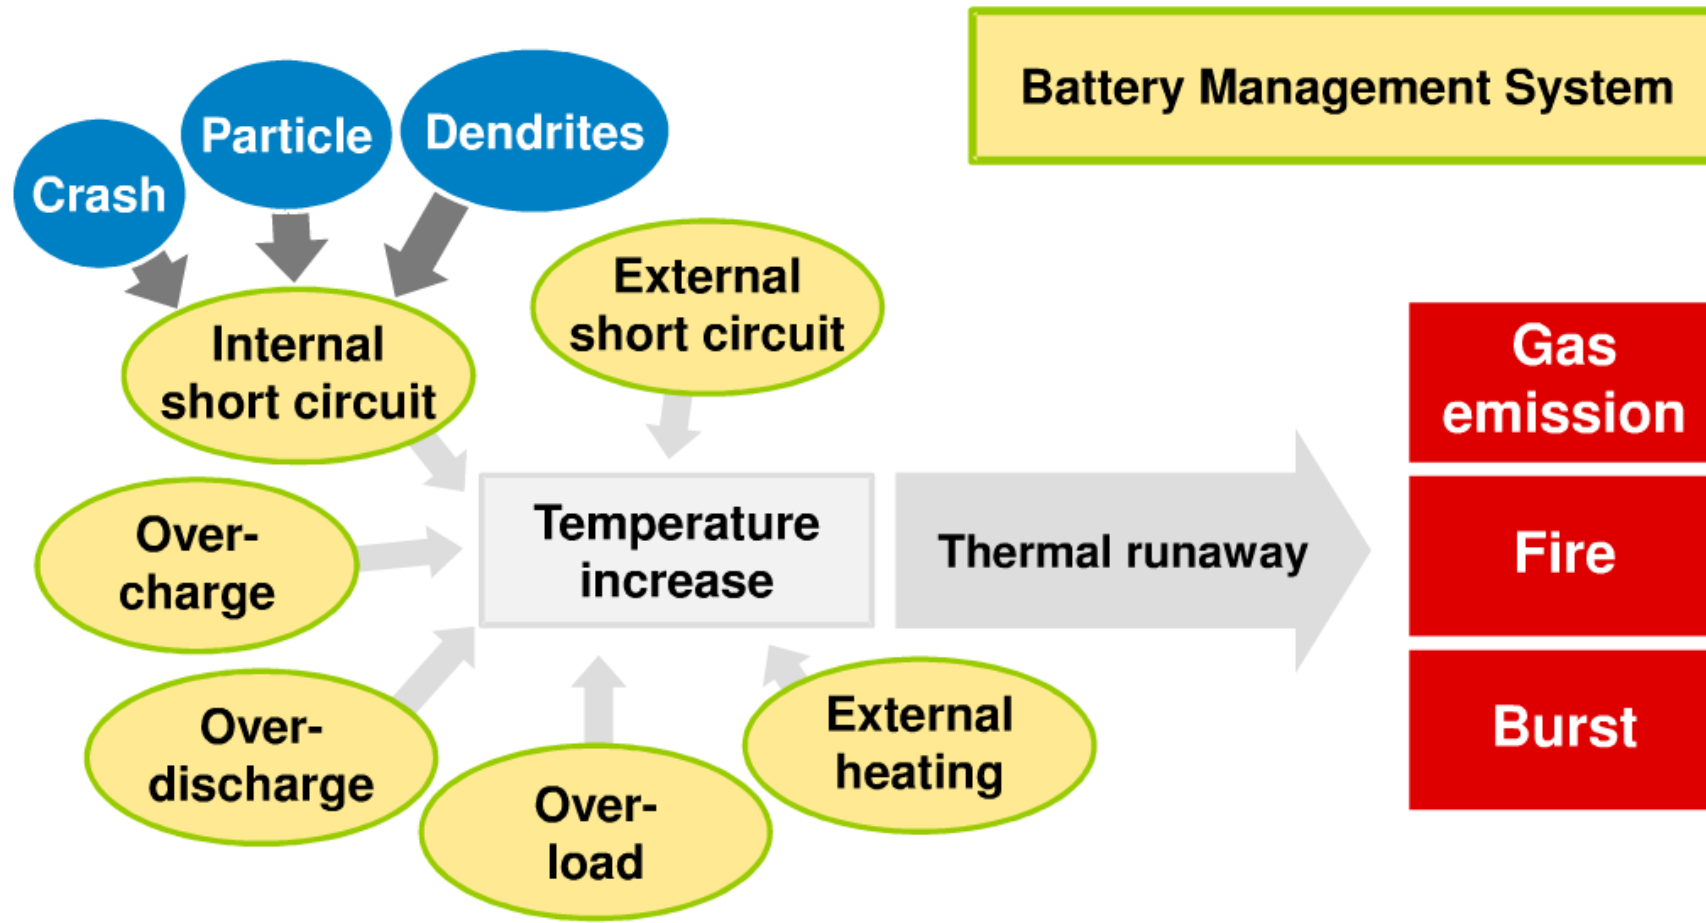 Battery Management System
Crash
Particle
Dendrites
Internal
short circuit
External
short circuit
Over-
charge
Over-
discharge
Over-
load
External
heating
Temperature
increase
Thermal runaway
Gas
emission
Fire
Burst